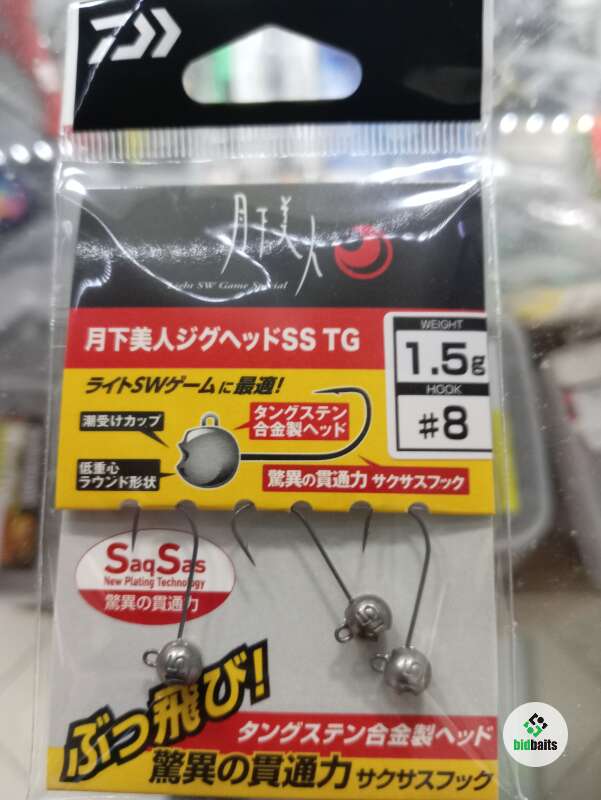 月下美人
Light SW Game Special
月下美人ジグヘッドSS TG
WEIGHT
1.5g
HOOK
#8
ライトSWゲームに最適!
潮受けカップ
タングステン
合金製ヘッド
低重心
ラウンド形状
驚異の貫通力 サクサスフック
SaqSas
New Plating Technology
驚異の貫通力
1.5
1.5
1.5
ぶっ飛び!
タングステン合金製ヘッド
驚異の貫通力 サクサスフック
bidbaits